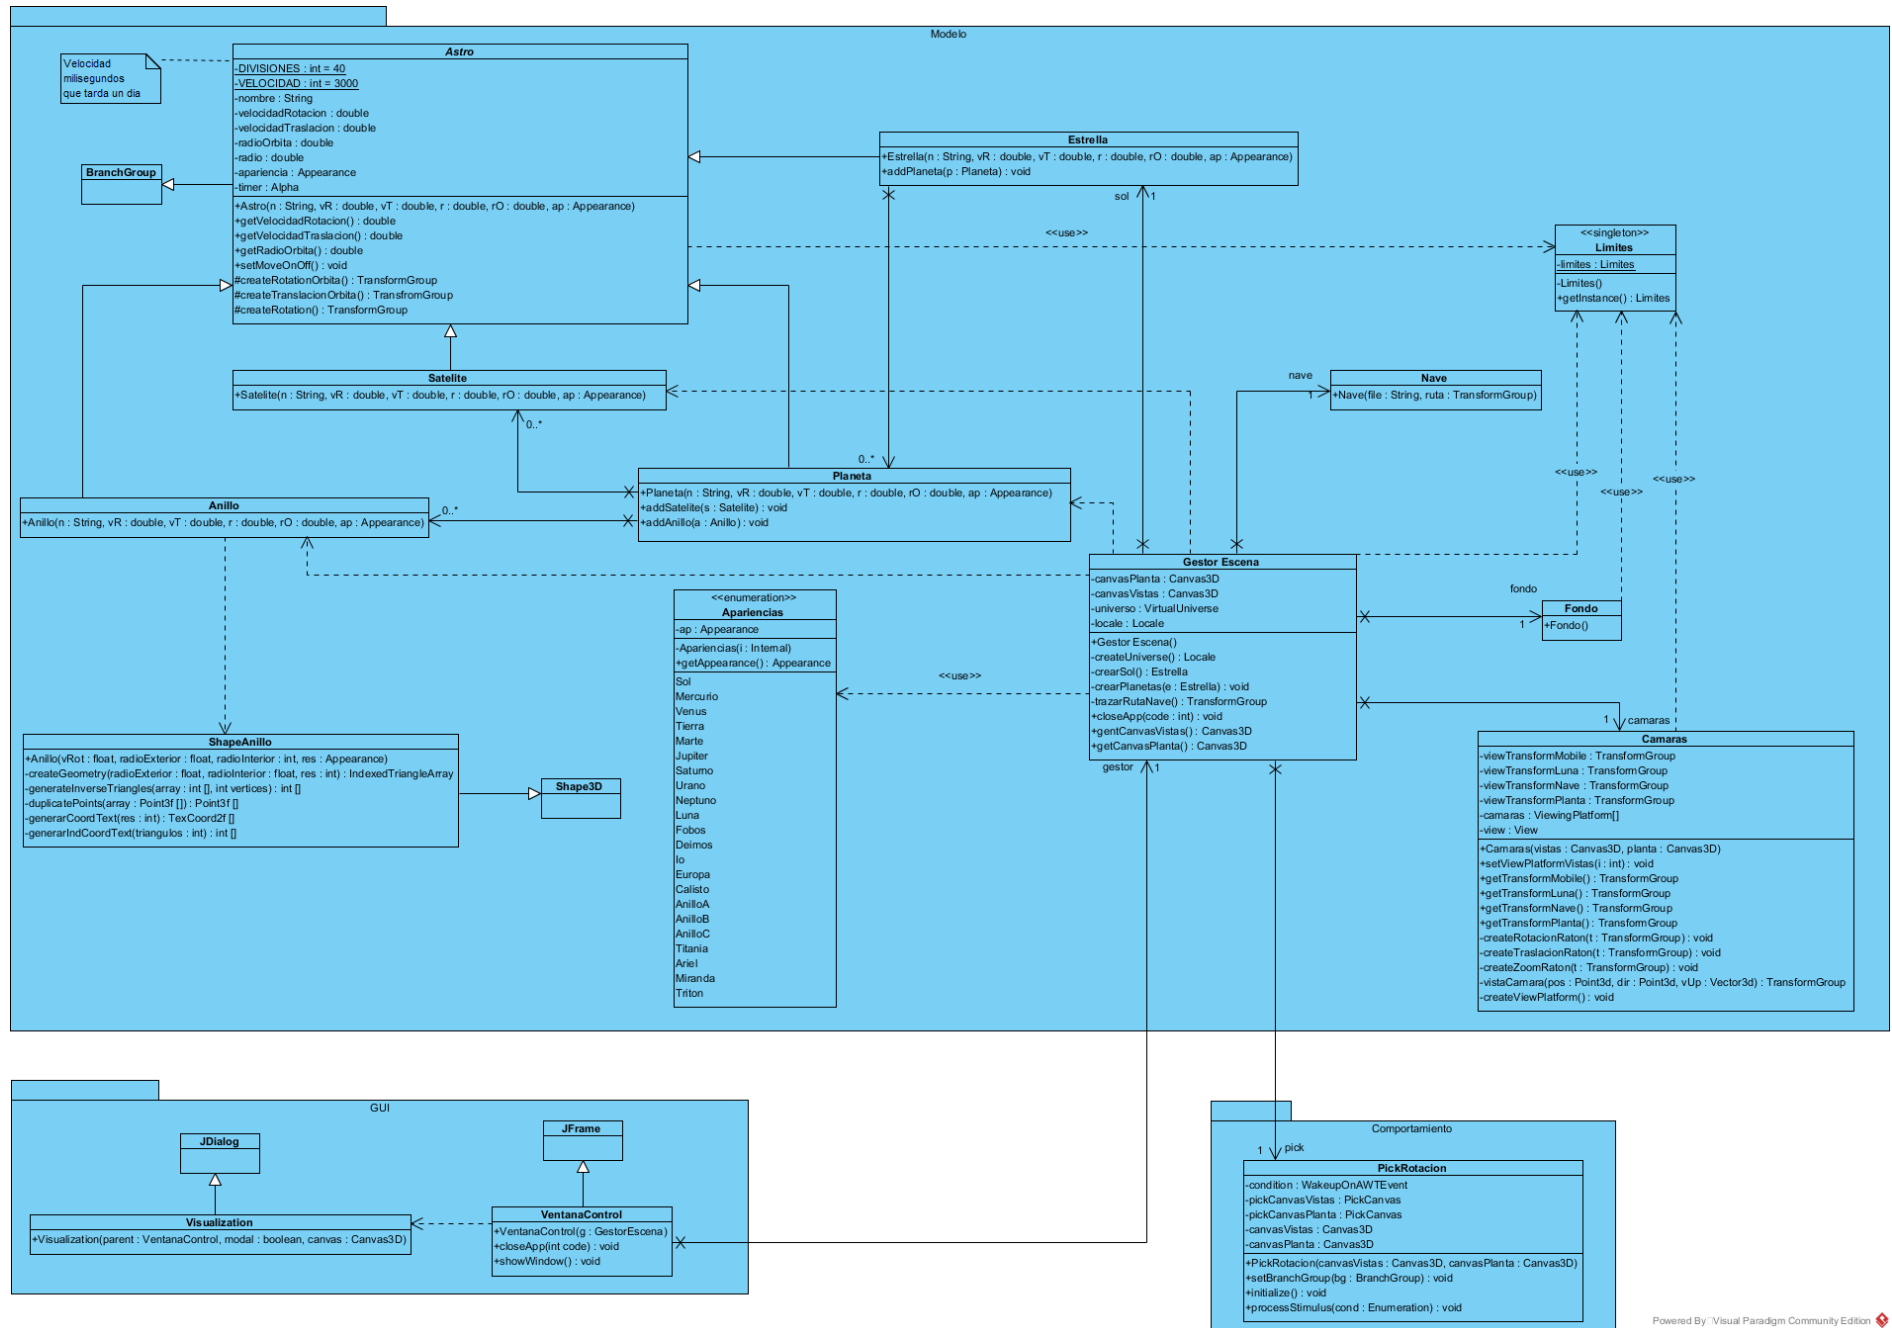 Modelo
Velocidad
milisegundos
que tarda un dia
Astro
-DIVISIONES : int = 40
-VELOCIDAD : int = 3000
-nombre : String
-velocidadRotacion : double
-velocidadTraslacion : double
-radioOrbita : double
-radio : double
-apariencia : Appearance
-timer : Alpha
+Astro(n : String, vR : double, vT : double, r : double, rO : double, ap : Appearance)
+getVelocidadRotacion() : double
+getVelocidadTraslacion() : double
+getRadioOrbita() : double
+setMoveOnOff() : void
#createRotationOrbita() : TransformGroup
#createTranslacionOrbita() : TransfromGroup
#createRotation() : TransformGroup
BranchGroup
Estrella
+Estrella(n : String, vR : double, vT : double, r : double, rO : double, ap : Appearance)
+addPlaneta(p : Planeta) : void
sol
1
<<use>>
<<singleton>>
Limites
-limites : Limites
-Limites()
+getInstance() : Limites
Satelite
+Satelite(n : String, vR : double, vT : double, r : double, rO : double, ap : Appearance)
0..*
nave
1
Nave
+Nave(file : String, ruta : TransformGroup)
0..*
Planeta
+Planeta(n : String, vR : double, vT : double, r : double, rO : double, ap : Appearance)
+addSatelite(s : Satelite) : void
+addAnillo(a : Anillo) : void
<<use>>
<<use>>
<<use>>
Anillo
+Anillo(n : String, vR : double, vT : double, r : double, rO : double, ap : Appearance)
0..*
Gestor Escena
-canvasPlanta : Canvas3D
-canvasVistas : Canvas3D
-universo : VirtualUniverse
-locale : Locale
+Gestor Escena()
-createUniverse() : Locale
-crearSol() : Estrella
-crearPlanetas(e : Estrella) : void
-trazarRutaNave() : TransformGroup
+closeApp(code : int) : void
+gentCanvasVistas() : Canvas3D
+getCanvasPlanta() : Canvas3D
gestor
1
fondo
1
Fondo
+Fondo()
<<enumeration>>
Apariencias
-ap : Appearance
-Apariencias(i : Internal)
+getAppearance() : Appearance
Sol
Mercurio
Venus
Tierra
Marte
Jupiter
Saturno
Urano
Neptuno
Luna
Fobos
Deimos
Io
Europa
Calisto
AnilloA
AnilloB
AnilloC
Titania
Ariel
Miranda
Triton
<<use>>
1
camaras
Camaras
-viewTransformMobile : TransformGroup
-viewTransformLuna : TransformGroup
-viewTransformNave : TransformGroup
-viewTransformPlanta : TransformGroup
-camaras : ViewingPlatform[]
-view : View
+Camaras(vistas : Canvas3D, planta : Canvas3D)
+setViewPlatformVistas(i : int) : void
+getTransformMobile() : TransformGroup
+getTransformLuna() : TransformGroup
+getTransformNave() : TransformGroup
+getTransformPlanta() : TransformGroup
-createRotacionRaton(t : TransformGroup) : void
-createTraslacionRaton(t : TransformGroup) : void
-createZoomRaton(t : TransformGroup) : void
-vistaCamara(pos : Point3d, dir : Point3d, vUp : Vector3d) : TransformGroup
-createViewPlatform() : void
ShapeAnillo
+Anillo(vRot : float, radioExterior : float, radioInterior : int, res : Appearance)
-createGeometry(radioExterior : float, radioInterior : float, res : int) : IndexedTriangleArray
-generateInverseTriangles(array : int [], int vertices) : int []
-duplicatePoints(array : Point3f []) : Point3f []
-generarCoordText(res : int) : TexCoord2f []
-generarIndCoordText(triangulos : int) : int []
Shape3D
GUI
JDialog
JFrame
Visualization
+Visualization(parent : VentanaControl, modal : boolean, canvas : Canvas3D)
VentanaControl
+VentanaControl(g : GestorEscena)
+closeApp(int code) : void
+showWindow() : void
Comportamiento
1
pick
PickRotacion
-condition : WakeupOnAWTEvent
-pickCanvasVistas : PickCanvas
-pickCanvasPlanta : PickCanvas
-canvasVistas : Canvas3D
-canvasPlanta : Canvas3D
+PickRotacion(canvasVistas : Canvas3D, canvasPlanta : Canvas3D)
+setBranchGroup(bg : BranchGroup) : void
+initialize() : void
+processStimulus(cond : Enumeration) : void
Powered By Visual Paradigm Community Edition